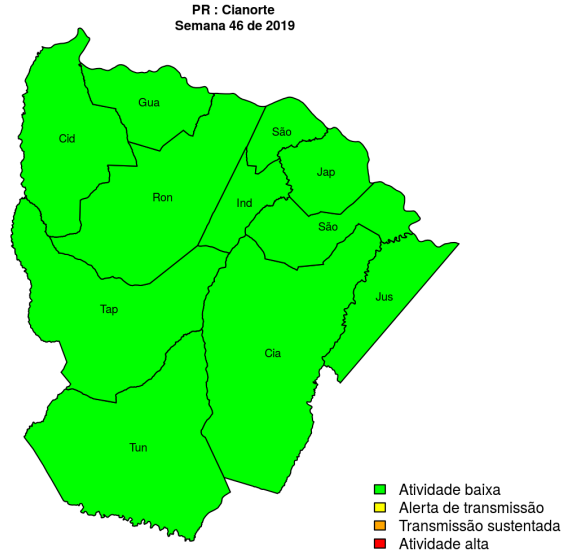 PR : Cianorte
Semana 46 de 2019
Gua
Cid
São
Jap
Ron
Ind
São
Jus
Tap
Cia
Tun
Atividade baixa
Alerta de transmissão
Transmissão sustentada
Atividade alta